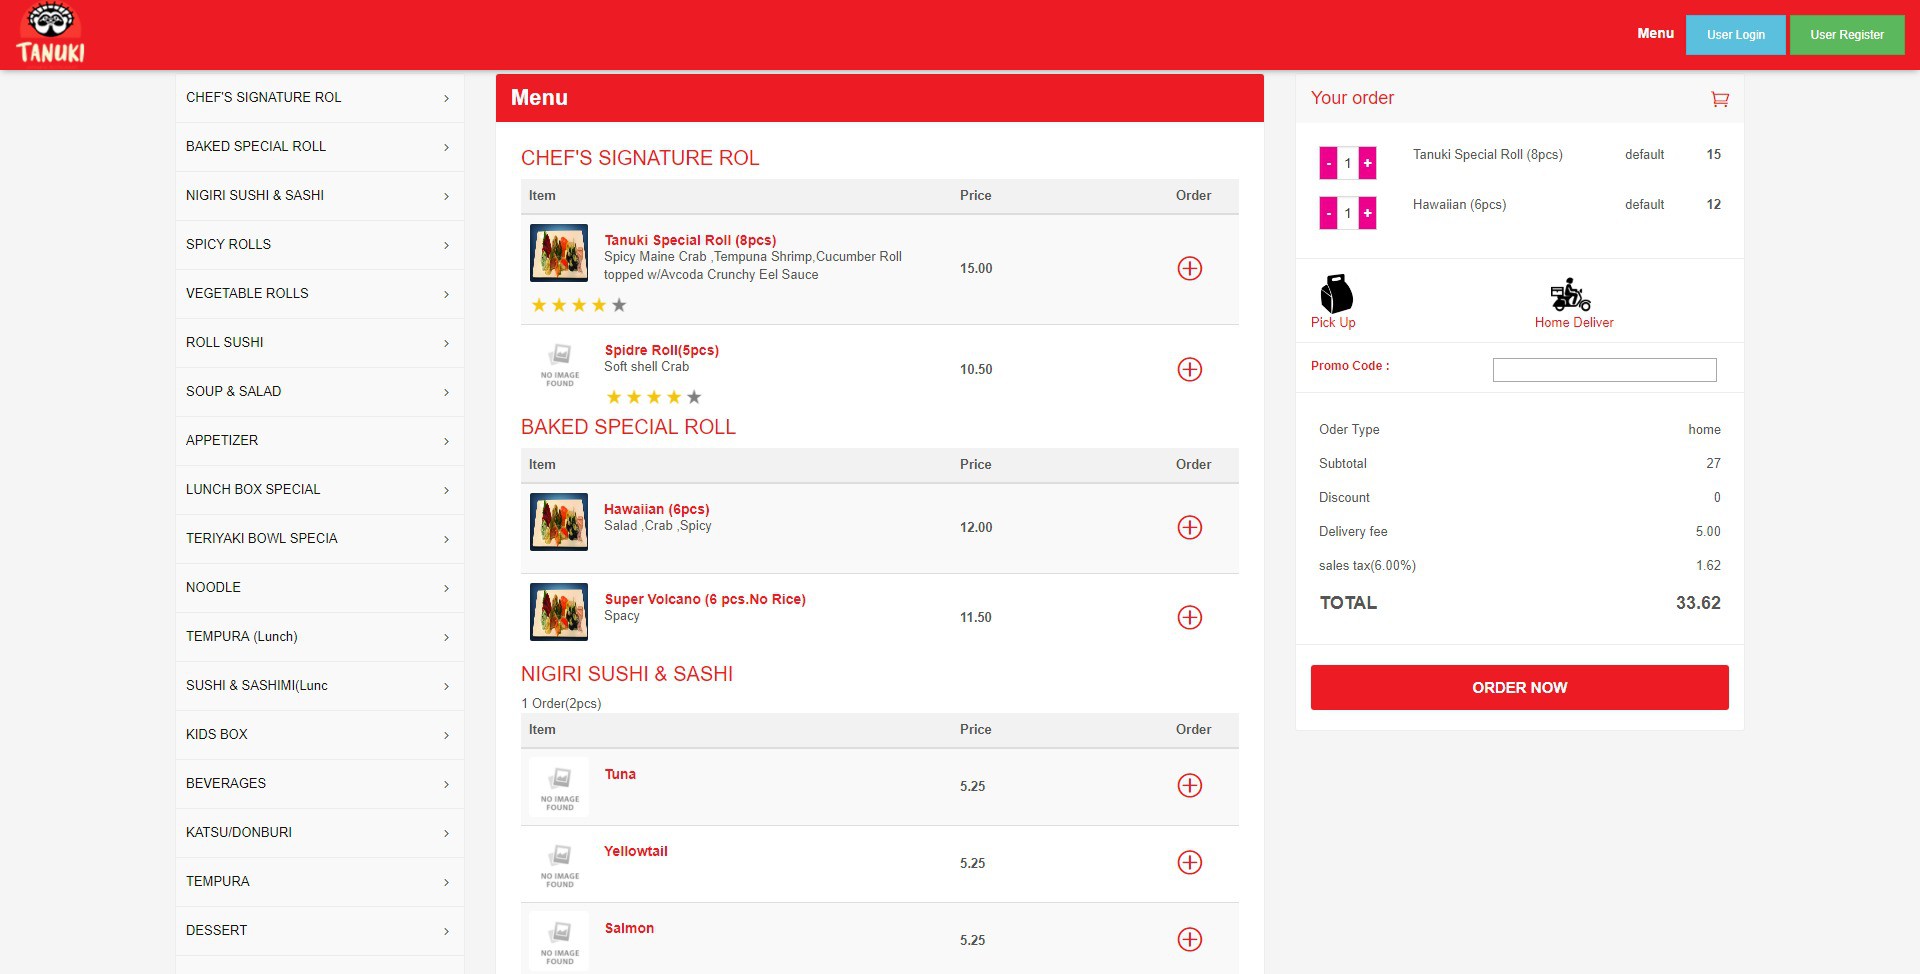 TANUKI
Menu
User Login
User Register
CHEF'S SIGNATURE ROL
BAKED SPECIAL ROLL
NIGIRI SUSHI & SASHI
SPICY ROLLS
VEGETABLE ROLLS
ROLL SUSHI
SOUP & SALAD
APPETIZER
LUNCH BOX SPECIAL
TERIYAKI BOWL SPECIA
NOODLE
TEMPURA (Lunch)
SUSHI & SASHIMI(Lunc
KIDS BOX
BEVERAGES
KATSU/DONBURI
TEMPURA
DESSERT
Menu
CHEF'S SIGNATURE ROL
Item Price Order
Tanuki Special Roll (8pcs)
Spicy Maine Crab ,Tempuna Shrimp,Cucumber Roll
topped w/Avcoda Crunchy Eel Sauce
15.00
NO IMAGE
FOUND
Spidre Roll(5pcs)
Soft shell Crab
10.50
BAKED SPECIAL ROLL
Item Price Order
Hawaiian (6pcs)
Salad ,Crab ,Spicy
12.00
Super Volcano (6 pcs.No Rice)
Spacy
11.50
NIGIRI SUSHI & SASHI
1 Order(2pcs)
Item Price Order
NO IMAGE
FOUND
Tuna
5.25
NO IMAGE
FOUND
Yellowtail
5.25
NO IMAGE
FOUND
Salmon
5.25
Your order
- 1 + Tanuki Special Roll (8pcs) default 15
- 1 + Hawaiian (6pcs) default 12
Pick Up
Home Deliver
Promo Code :
Oder Type home
Subtotal 27
Discount 0
Delivery fee 5.00
sales tax(6.00%) 1.62
TOTAL 33.62
ORDER NOW